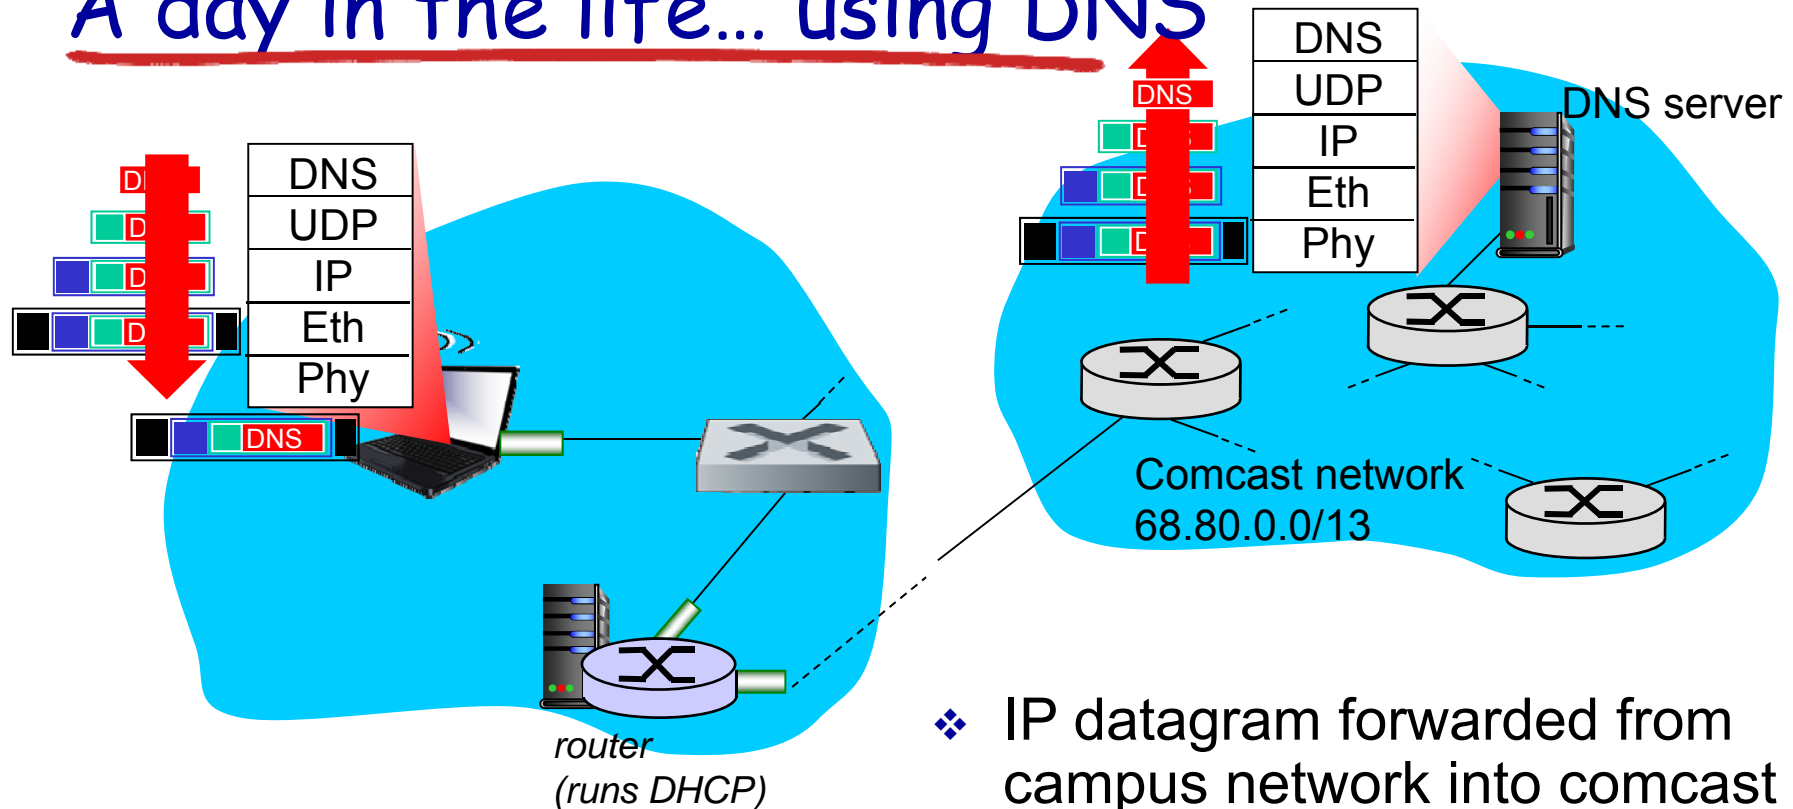 A day in the life… using DNS
DNS
UDP
IP
Eth
Phy
DNS
DNS
DNS
UDP
IP
Eth
Phy
DNS server
Comcast network
68.80.0.0/13
router
(runs DHCP)
❖ IP datagram forwarded from
campus network into comcast